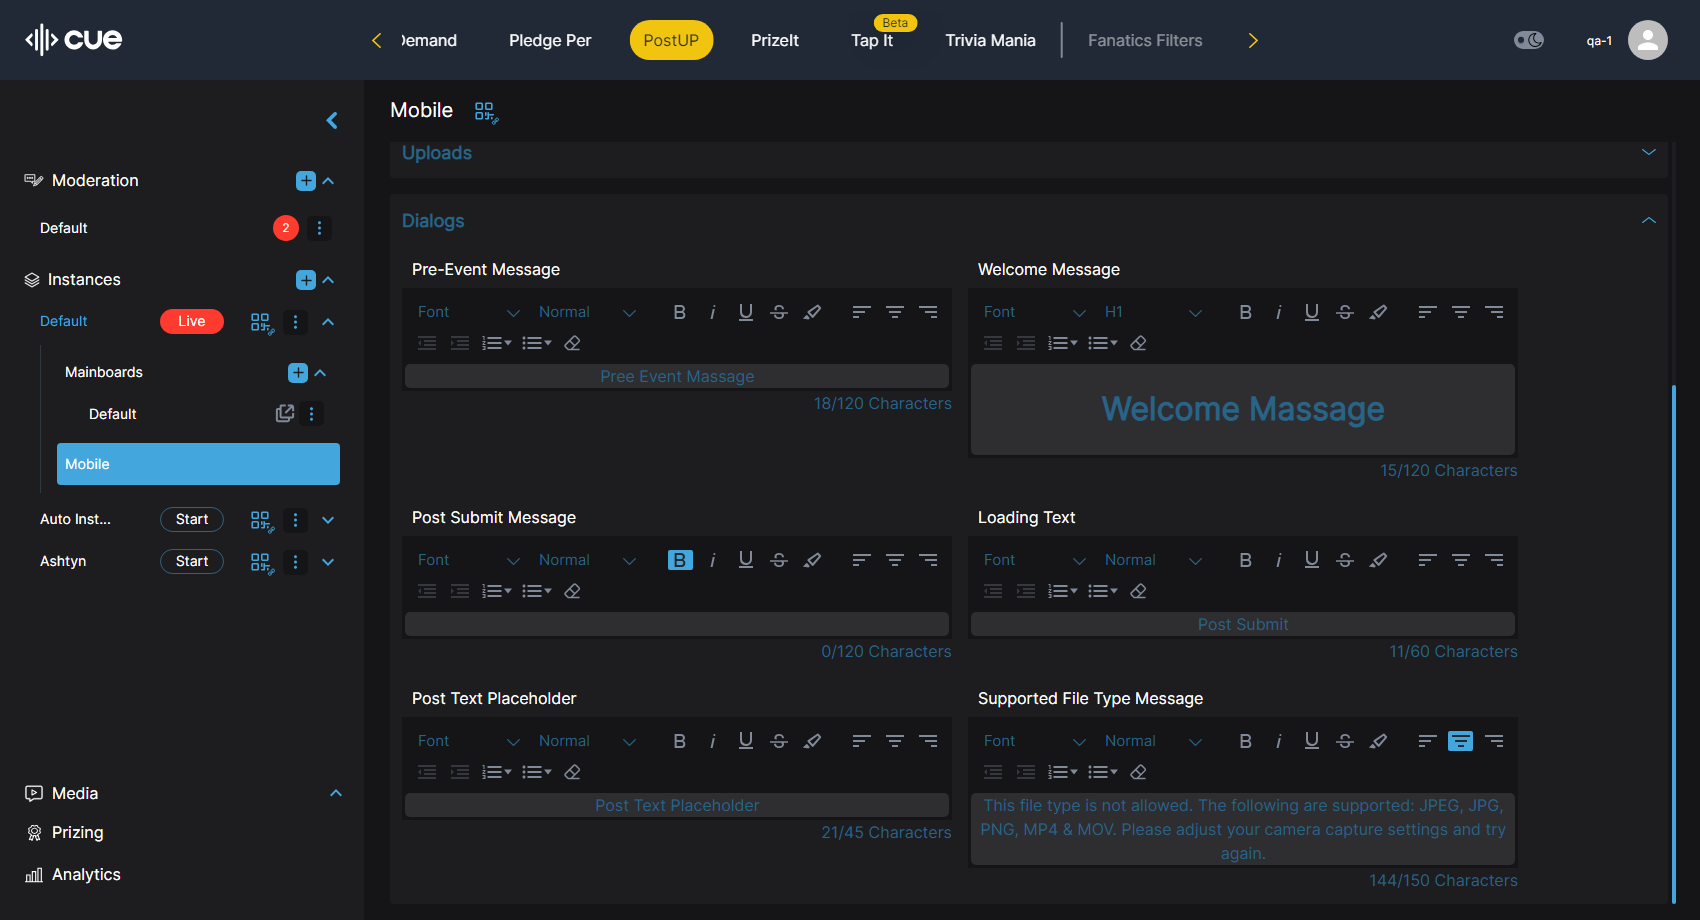 cue
Demand
Pledge Per
PostUP
PrizeIt
Tap It
Beta
Trivia Mania
Fanatics Filters
qa-1
Moderation
Default
2
Instances
Default
Live
Mainboards
Default
Mobile
Auto Inst...
Start
Ashtyn
Start
Media
Prizing
Analytics
Mobile
Uploads
Dialogs
Pre-Event Message
Font Normal
Pree Event Massage
18/120 Characters
Welcome Message
Font H1
Welcome Massage
15/120 Characters
Post Submit Message
Font Normal
0/120 Characters
Loading Text
Font Normal
Post Submit
11/60 Characters
Post Text Placeholder
Font Normal
Post Text Placeholder
21/45 Characters
Supported File Type Message
Font Normal
This file type is not allowed. The following are supported: JPEG, JPG,
PNG, MP4 & MOV. Please adjust your camera capture settings and try
again.
144/150 Characters